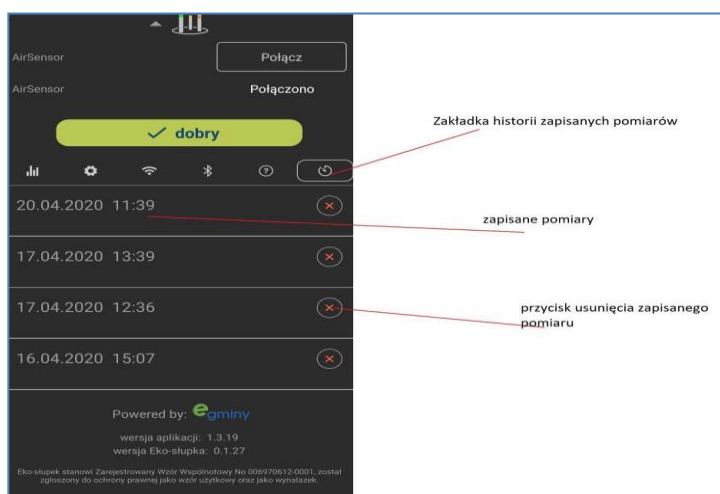 AirSensor
Połącz
AirSensor
Połączono
dobry
Zakładka historii zapisanych pomiarów
20.04.2020 11:39
zapisane pomiary
17.04.2020 13:39
17.04.2020 12:36
przycisk usunięcia zapisanego
pomiaru
16.04.2020 15:07
Powered by: egminy
wersja aplikacji: 1.3.19
wersja Eko-słupka: 0.1.27
Eko-słupek stanowi Zarejestrowany Wzór Wspólnotowy No 006970612-0001, został
zgłoszony do ochrony prawnej jako wzór użytkowy oraz jako wynalazek.